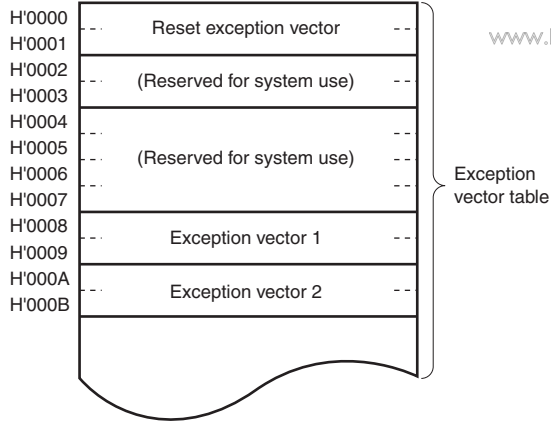 H'0000
Reset exception vector
H'0001
H'0002
(Reserved for system use)
H'0003
H'0004
H'0005
(Reserved for system use)
H'0006
H'0007
H'0008
Exception vector 1
H'0009
H'000A
Exception vector 2
H'000B
Exception
vector table
www.